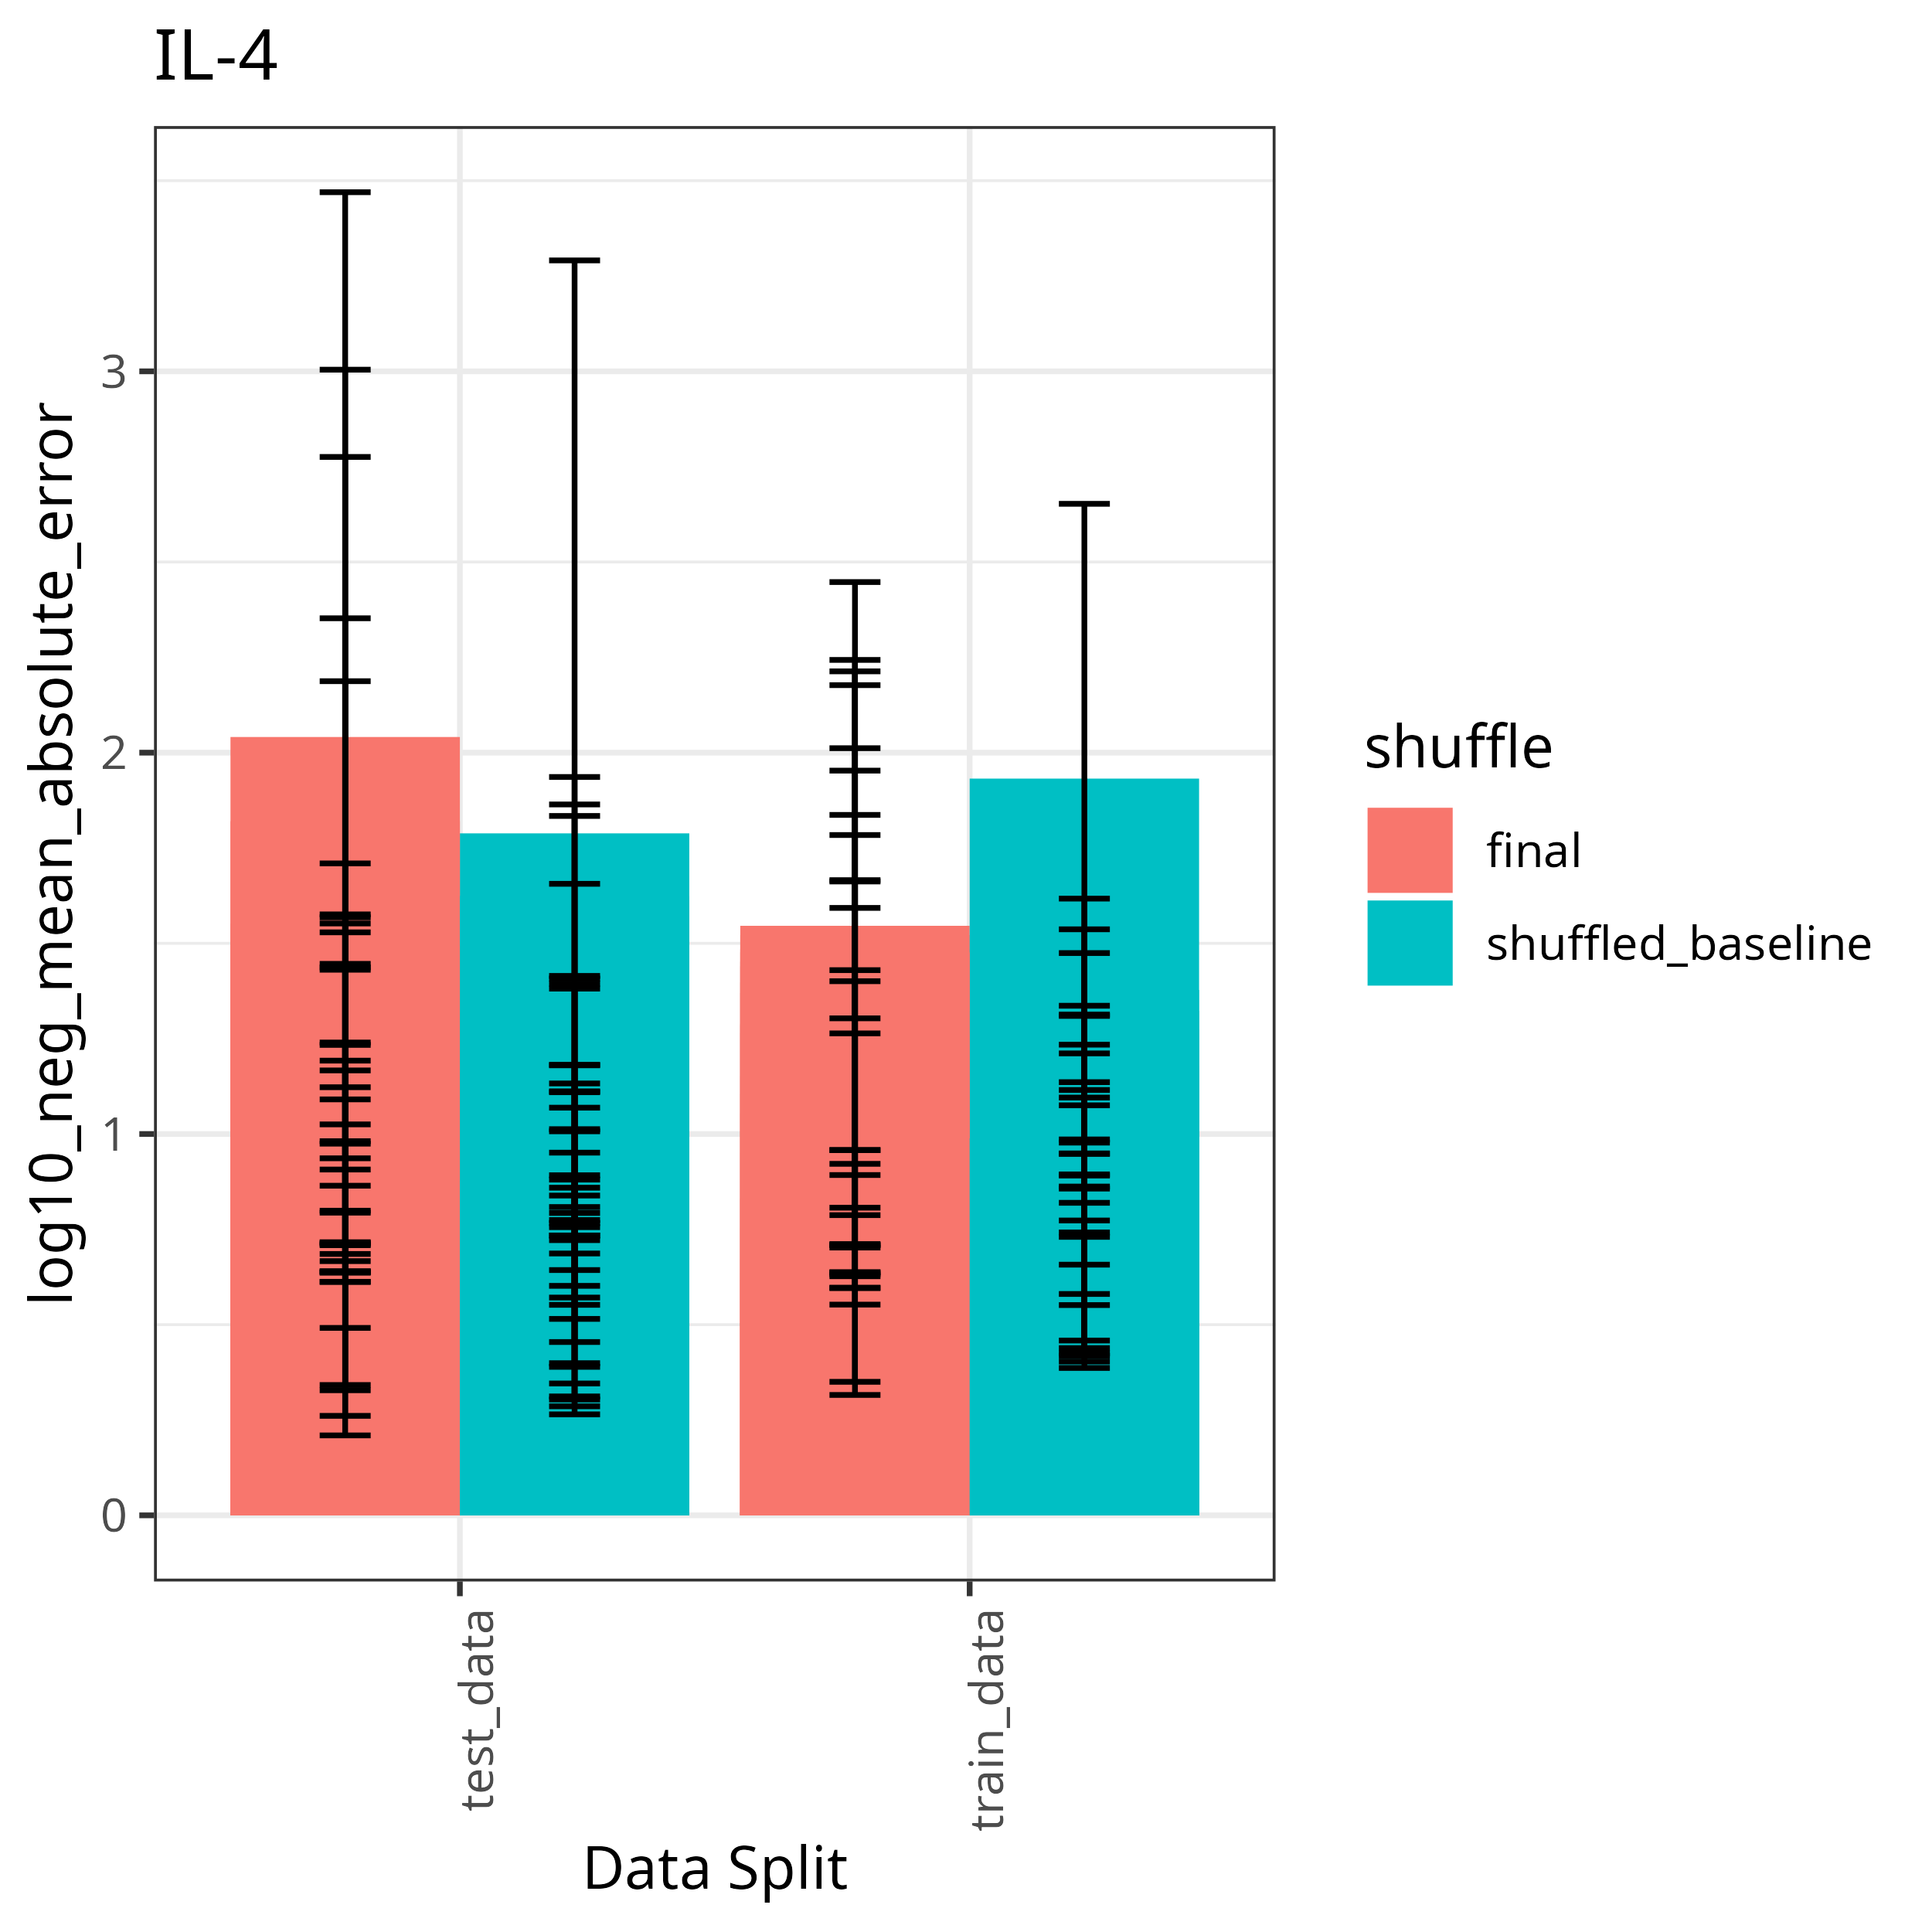 IL-4
log10_neg_mean_absolute_error
3
2
1
0
test_data
train_data
Data Split
shuffle
final
shuffled_baseline